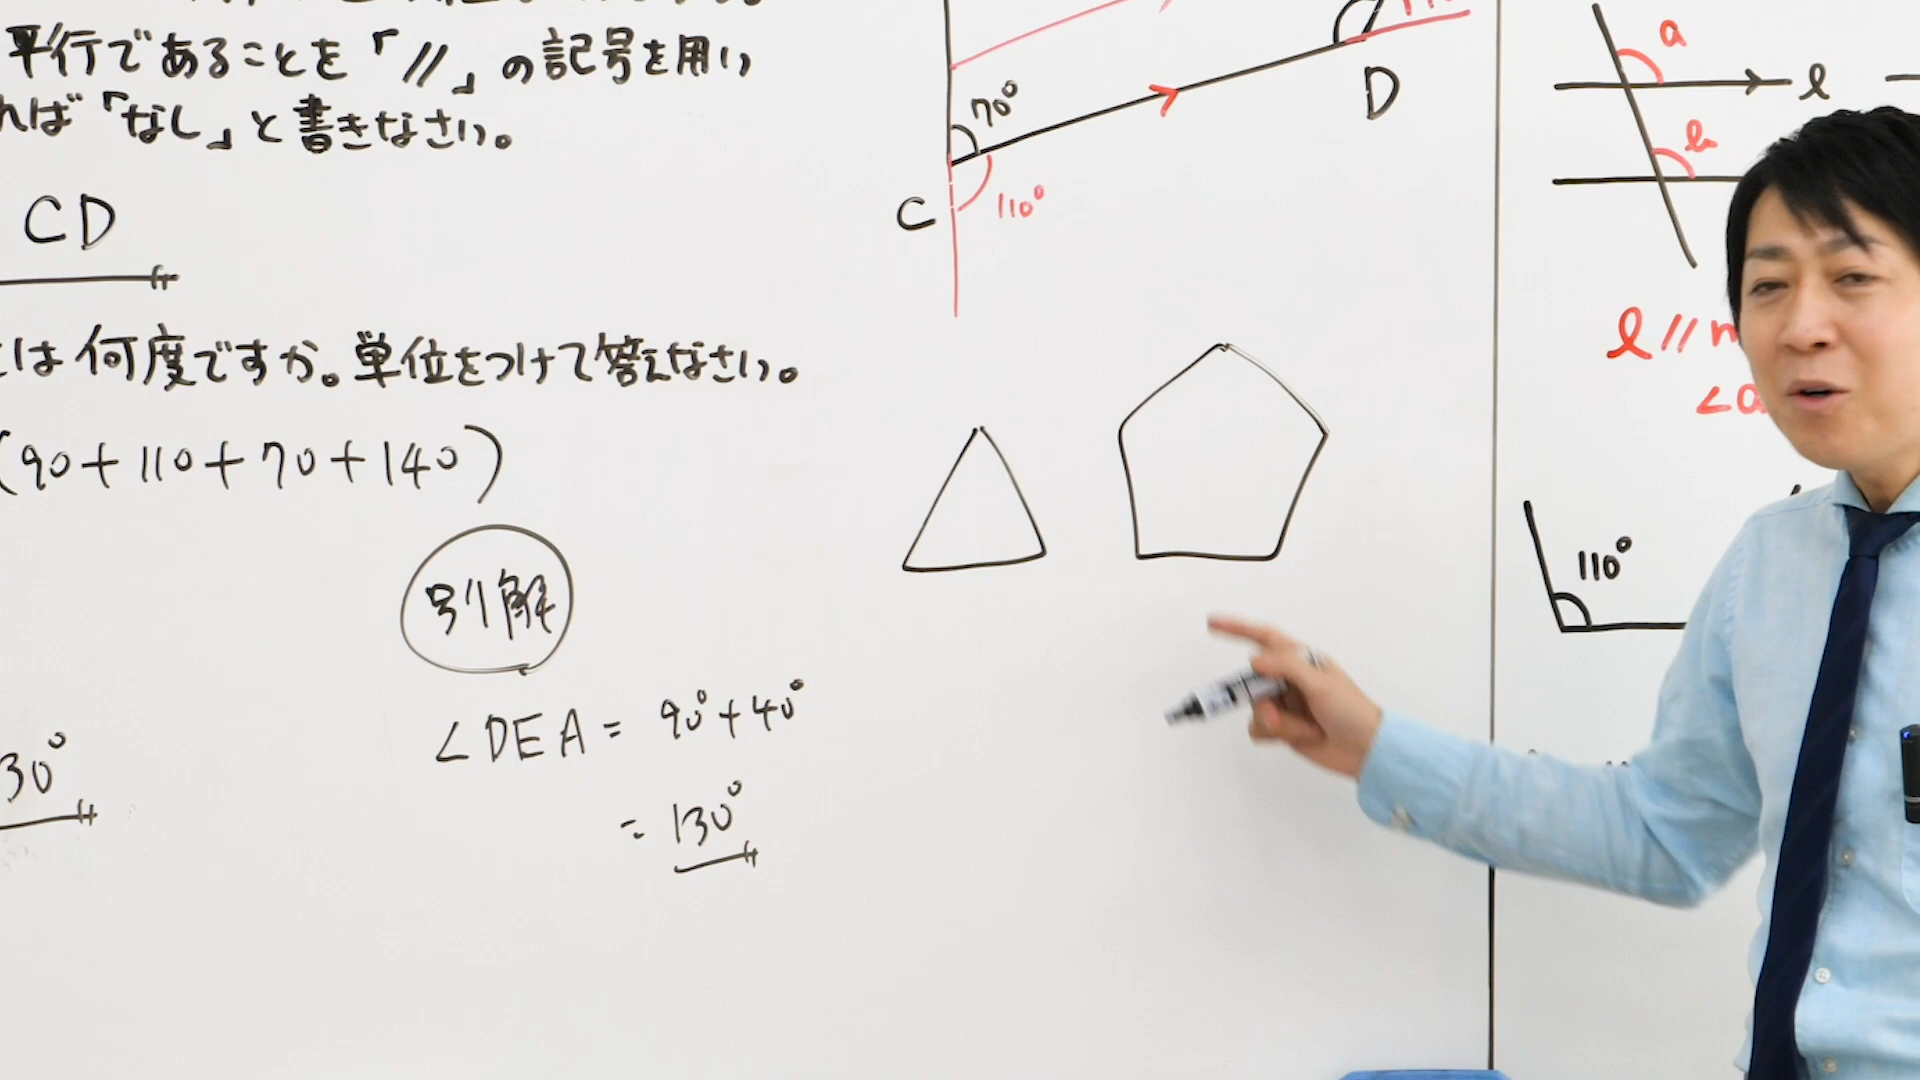 平行であることを「//」の記号を用い
れば「なし」と書きなさい。
CD
は何度ですか。単位をつけて答えなさい。
(90+110+70+140)
30°
別解
∠DEA = 90°+40°
= 130°
70°
D
C
110°
a
l
b
l//m
∠a
110°